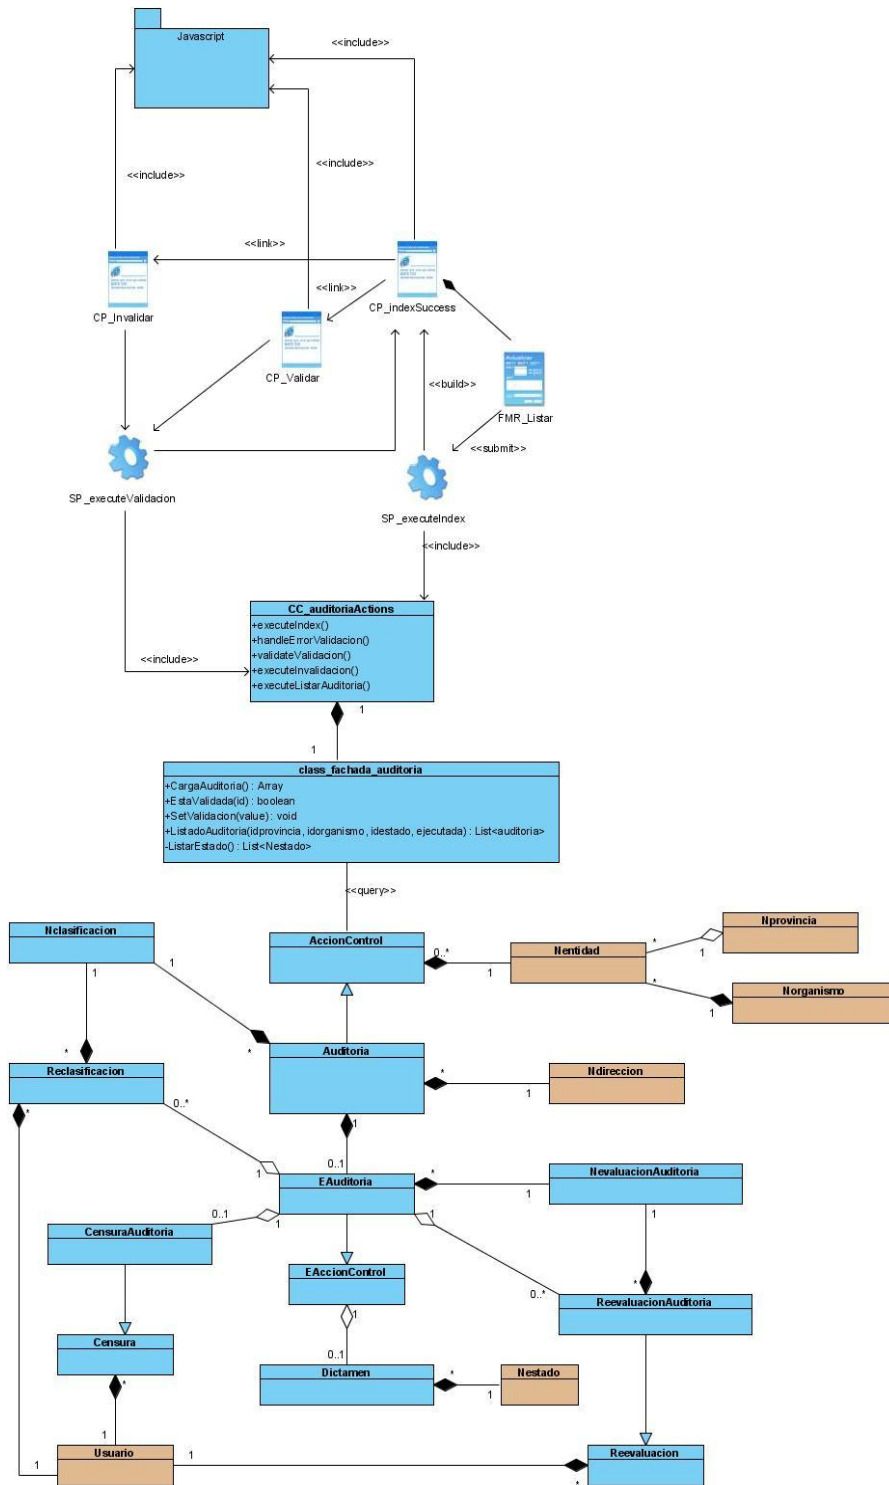 Javascript
<<include>>
<<include>>
<<include>>
<<link>>
<<link>>
CP_Invalidar
CP_indexSuccess
CP_Validar
<<build>>
FMR_Listar
<<submit>>
SP_executeValidacion
SP_executeIndex
<<include>>
CC_auditoriaActions
+executeIndex()
+handleErrorValidacion()
+validateValidacion()
+executeInvalidacion()
+executeListarAuditoria()
<<include>>
1
1
class_fachada_auditoria
+CargaAuditoria() : Array
+EstaValidada(id) : boolean
+SetValidacion(value) : void
+ListadoAuditoria(idprovincia, idorganismo, idestado, ejecutada) : List<auditoria>
-ListarEstado() : List<Nestado>
<<query>>
Nclasificacion
AccionControl
0..*
1
Nentidad
*
1
Nprovincia
*
1
Norganismo
1
1
*
*
Reclasificacion
*
Auditoria
*
1
Ndireccion
0..*
1
1
0..1
EAuditoria
*
1
NevaluacionAuditoria
0..1
1
1
1
CensuraAuditoria
EAccionControl
*
0..*
ReevaluacionAuditoria
1
0..1
Censura
*
Dictamen
*
1
Nestado
1
Usuario
1
1
*
Reevaluacion